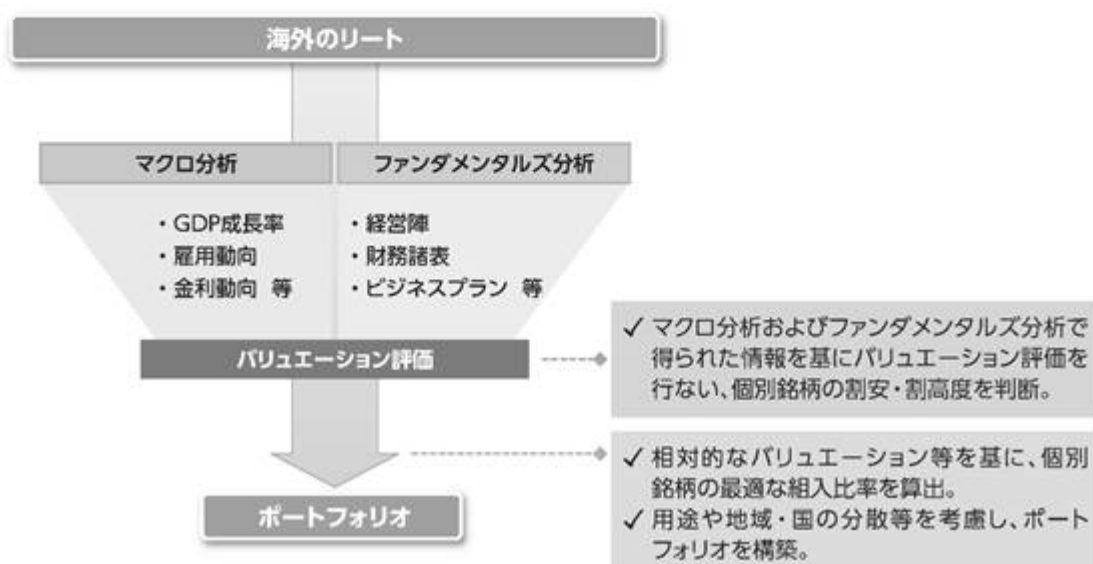 海外のリート
マクロ分析
ファンダメンタルズ分析
・GDP成長率
・雇用動向
・金利動向 等
・経営陣
・財務諸表
・ビジネスプラン 等
バリュエーション評価
✓ マクロ分析およびファンダメンタルズ分析で
得られた情報を基にバリュエーション評価を
行ない、個別銘柄の割安・割高度を判断。
✓ 相対的なバリュエーション等を基に、個別
銘柄の最適な組入比率を算出。
✓ 用途や地域・国の分散等を考慮し、ポート
フォリオを構築。
ポートフォリオ